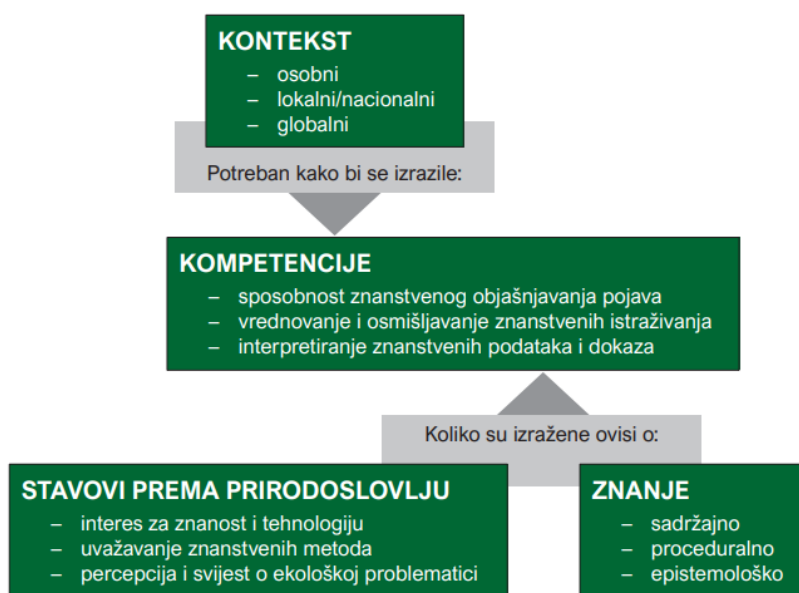 KONTEKST
– osobni
– lokalni/nacionalni
– globalni
Potreban kako bi se izrazile:
KOMPETENCIJE
– sposobnost znanstvenog objašnjavanja pojava
– vrednovanje i osmišljavanje znanstvenih istraživanja
– interpretiranje znanstvenih podataka i dokaza
Koliko su izražene ovisi o:
STAVOVI PREMA PRIRODOSLOVLJU
– interes za znanost i tehnologiju
– uvažavanje znanstvenih metoda
– percepcija i svijest o ekološkoj problematici
ZNANJE
– sadržajno
– proceduralno
– epistemološko